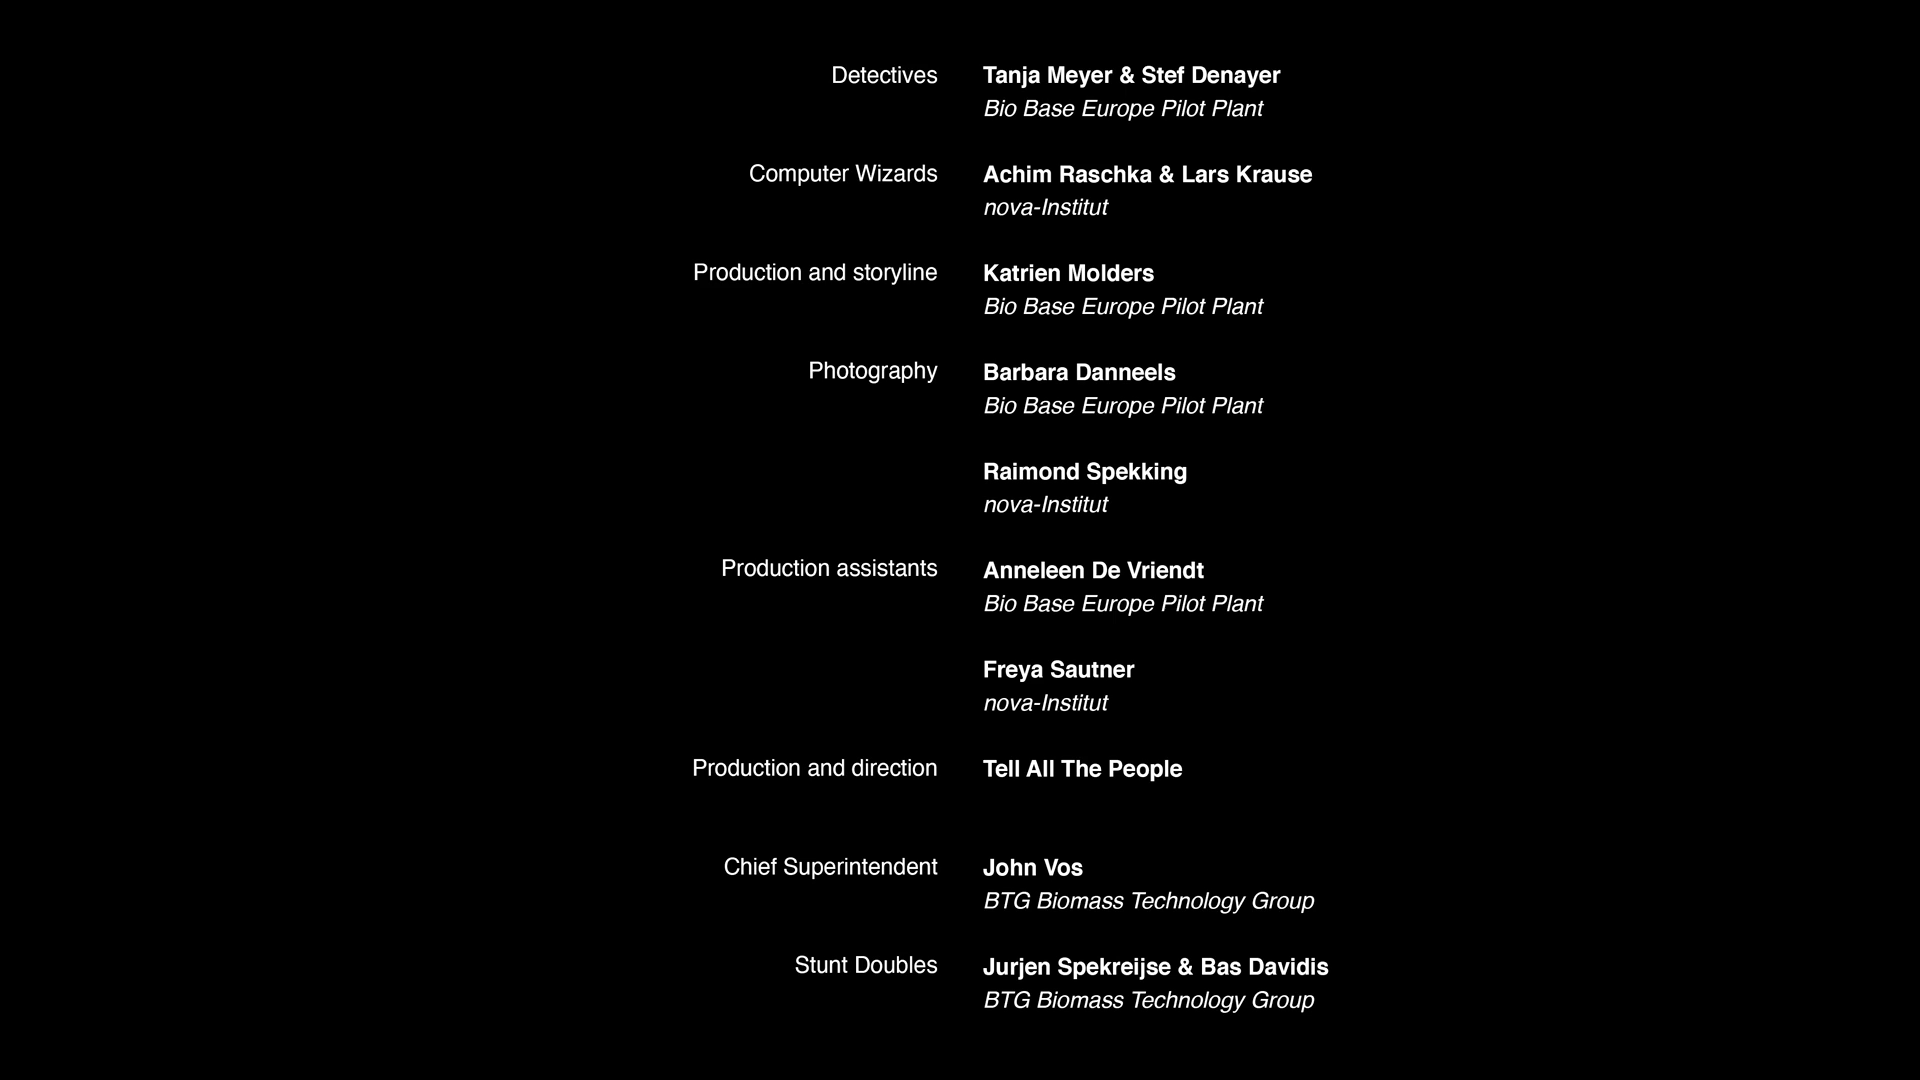 Detectives Tanja Meyer & Stef Denayer
Bio Base Europe Pilot Plant
Computer Wizards Achim Raschka & Lars Krause
nova-Institut
Production and storyline Katrien Molders
Bio Base Europe Pilot Plant
Photography Barbara Danneels
Bio Base Europe Pilot Plant
Raimond Spekking
nova-Institut
Production assistants Anneleen De Vriendt
Bio Base Europe Pilot Plant
Freya Sautner
nova-Institut
Production and direction Tell All The People
Chief Superintendent John Vos
BTG Biomass Technology Group
Stunt Doubles Jurjen Spekreijse & Bas Davidis
BTG Biomass Technology Group